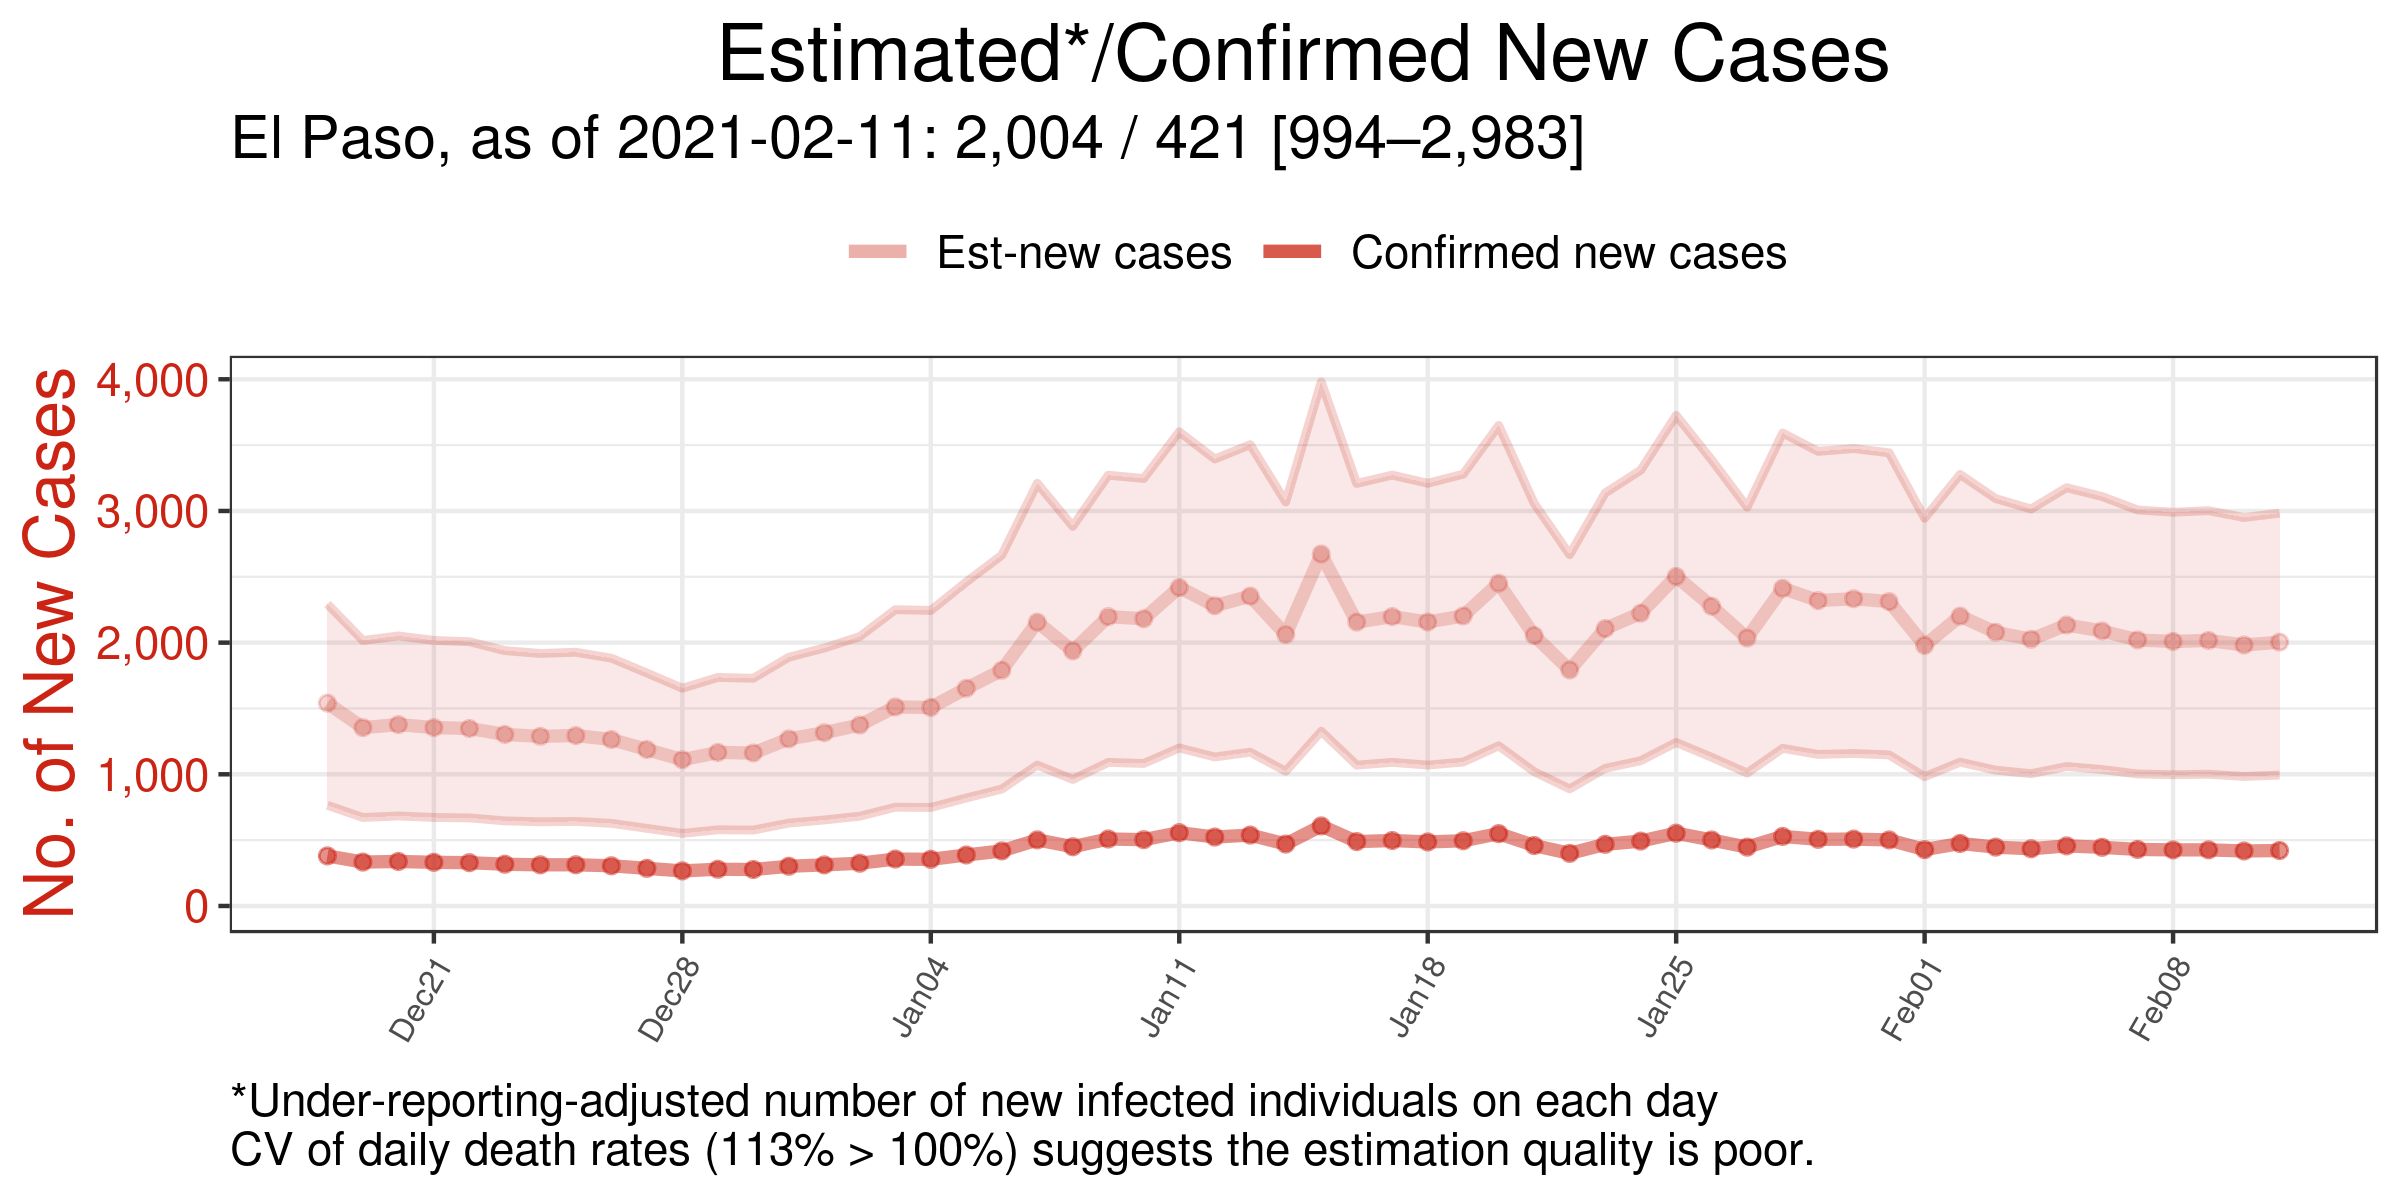 Estimated*/Confirmed New Cases
El Paso, as of 2021-02-11: 2,004 / 421 [994–2,983]
Est-new cases Confirmed new cases
No. of New Cases
4,000
3,000
2,000
1,000
0
Dec21 Dec28 Jan04 Jan11 Jan18 Jan25 Feb01 Feb08
*Under-reporting-adjusted number of new infected individuals on each day
CV of daily death rates (113% > 100%) suggests the estimation quality is poor.